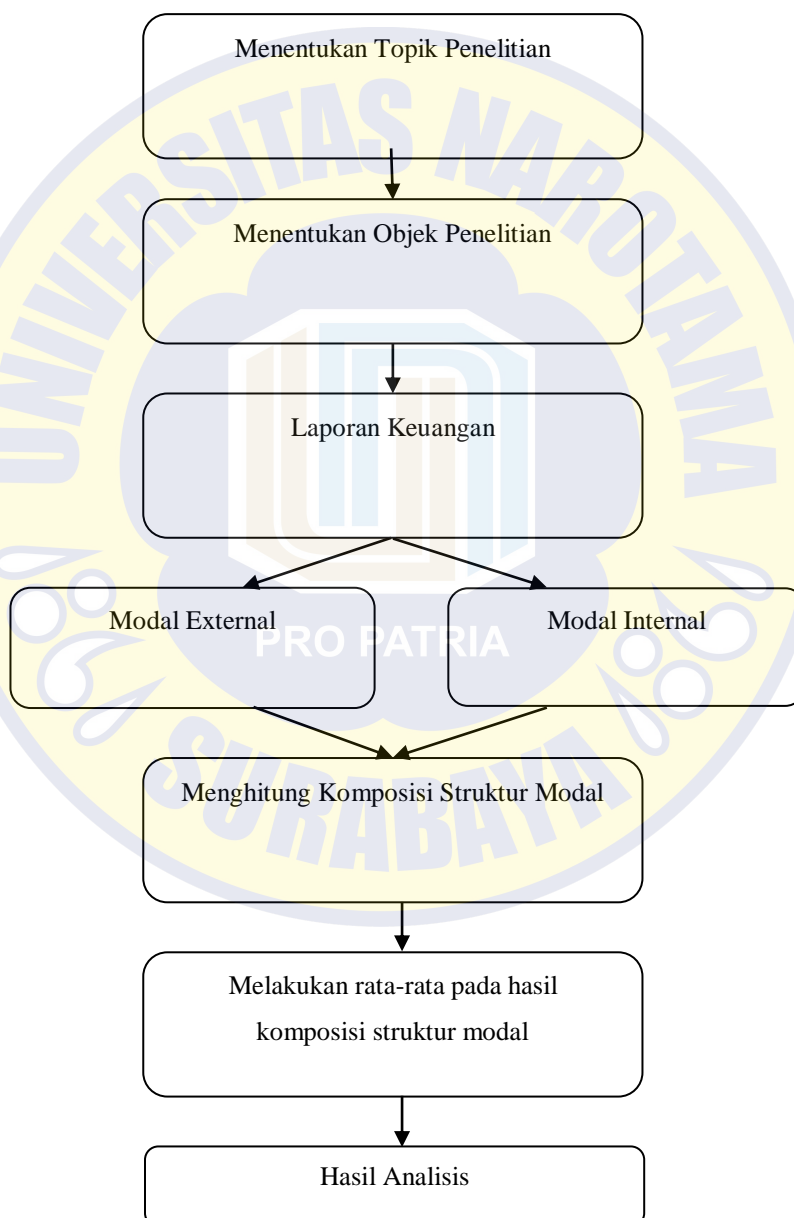 Menentukan Topik Penelitian
UNIVERSITAS NAROTAMA
Menentukan Objek Penelitian
Laporan Keuangan
Modal External
Modal Internal
PRO PATRIA
Menghitung Komposisi Struktur Modal
SURABAYA
Melakukan rata-rata pada hasil
komposisi struktur modal
Hasil Analisis